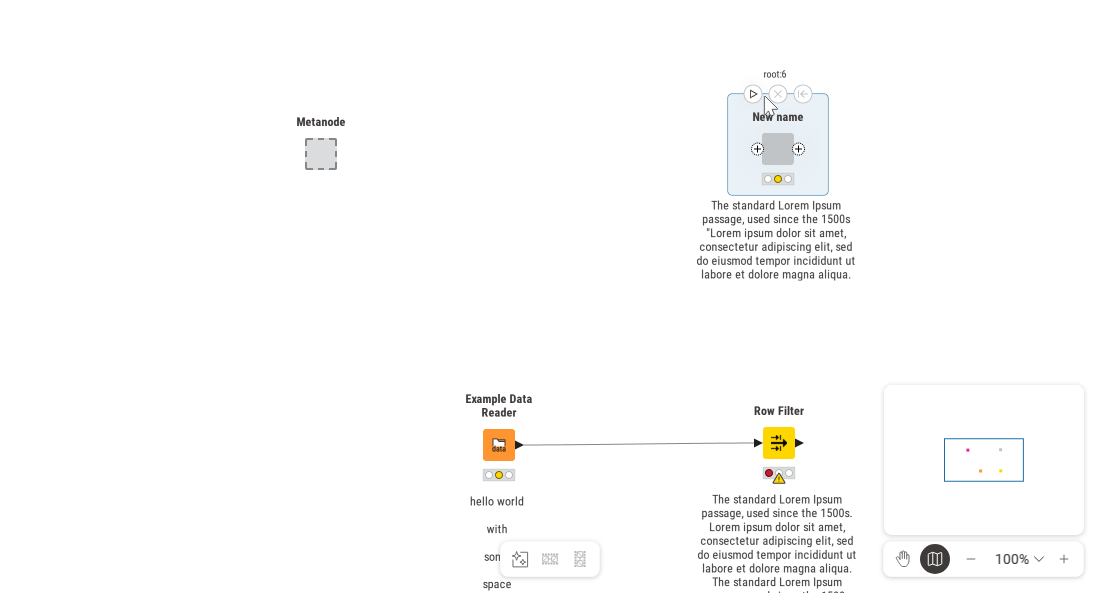 root:6
New name
Metanode
The standard Lorem Ipsum
passage, used since the 1500s
"Lorem ipsum dolor sit amet,
consectetur adipiscing elit, sed
do eiusmod tempor incididunt ut
labore et dolore magna aliqua.
Example Data
Reader
data
hello world
with
space
Row Filter
The standard Lorem Ipsum
passage, used since the 1500s.
Lorem ipsum dolor sit amet,
consectetur adipiscing elit, sed
do eiusmod tempor incididunt ut
labore et dolore magna aliqua.
The standard Lorem Ipsum
100%